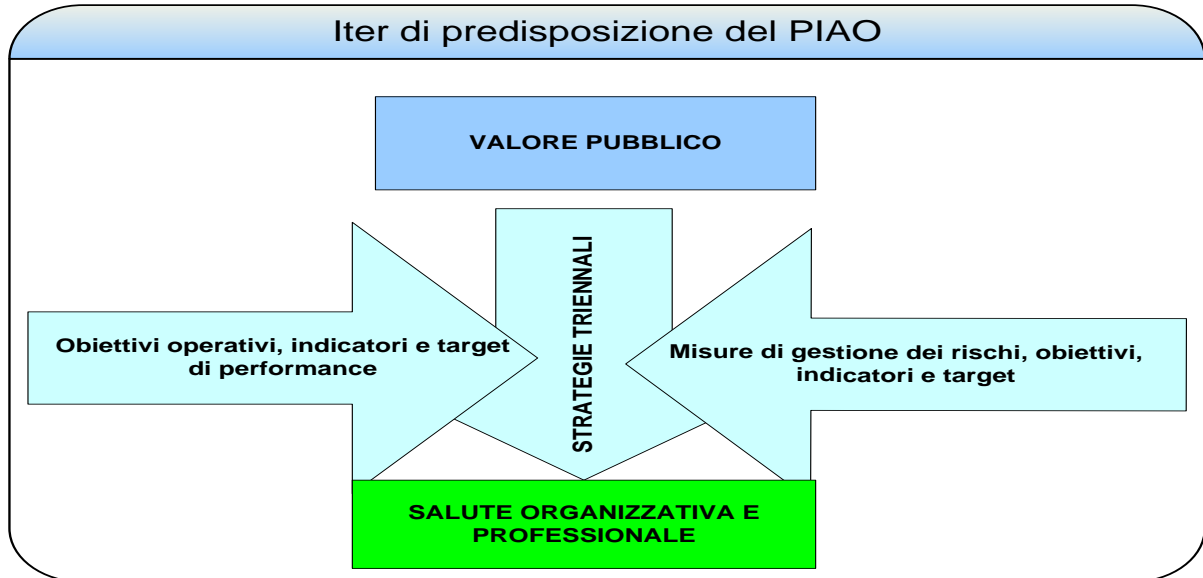 Iter di predisposizione del PIAO
VALORE PUBBLICO
STRATEGIE TRIENNALI
Obiettivi operativi, indicatori e target
di performance
Misure di gestione dei rischi, obiettivi,
indicatori e target
SALUTE ORGANIZZATIVA E
PROFESSIONALE